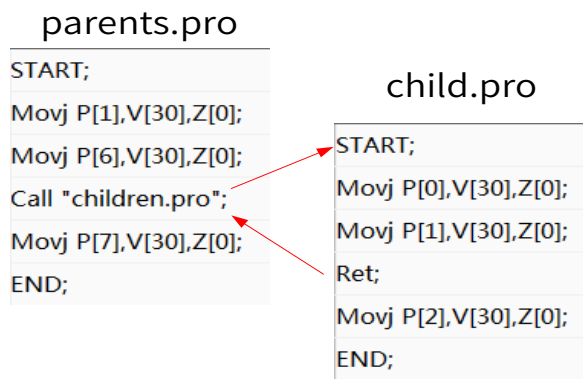 parents.pro
START;
Movj P[1],V[30],Z[0];
Movj P[6],V[30],Z[0];
Call "children.pro";
Movj P[7],V[30],Z[0];
END;
child.pro
START;
Movj P[0],V[30],Z[0];
Movj P[1],V[30],Z[0];
Ret;
Movj P[2],V[30],Z[0];
END;